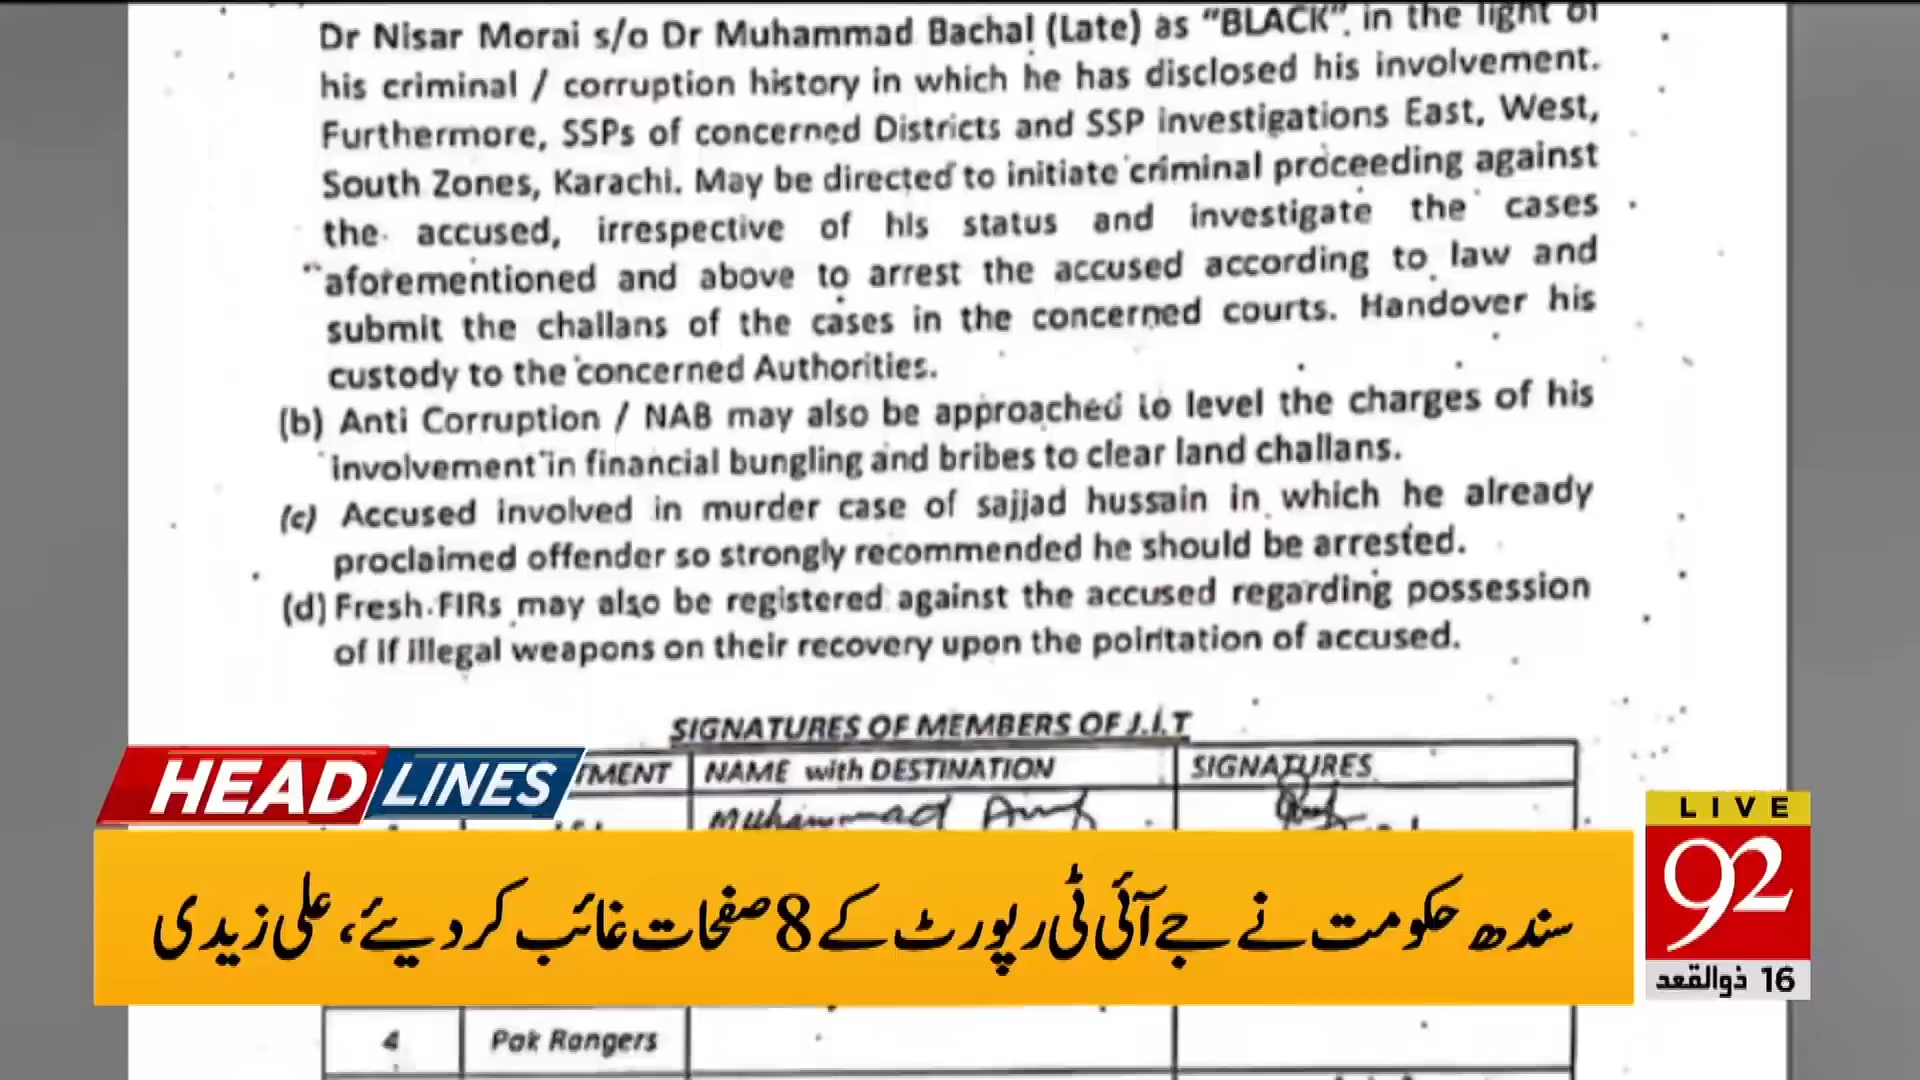 Dr Nisar Morai s/o Dr Muhammad Bachal (Late) as "BLACK". in the light of
his criminal / corruption history in which he has disclosed his involvement.
Furthermore, SSPs of concerned Districts and SSP investigations East, West,
South Zones, Karachi. May be directed to initiate criminal proceeding against
the accused, irrespective of his status and investigate the cases
aforementioned and above to arrest the accused according to law and
submit the challans of the cases in the concerned courts. Handover his
custody to the concerned Authorities.
(b) Anti Corruption / NAB may also be approached to level the charges of his
involvement in financial bungling and bribes to clear land challans.
(c) Accused involved in murder case of sajjad hussain in which he already
proclaimed offender so strongly recommended he should be arrested.
(d) Fresh FIRs may also be registered against the accused regarding possession
of if illegal weapons on their recovery upon the pointation of accused.
SIGNATURES OF MEMBERS OF J.I.T
TMENT NAME with DESTINATION SIGNATURES
Muhammad
HEADLINES
LIVE
92
سندھ حکومت نے جے آئی ٹی رپورٹ کے 8 صفحات غائب کر دیئے، علی زیدی
16 ذوالقعد
4 Pak Rangers